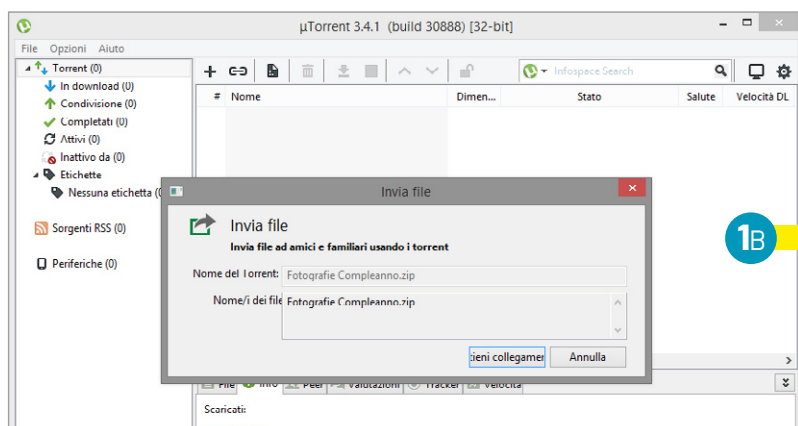 µTorrent 3.4.1 (build 30888) [32-bit]
File Opzioni Aiuto
Torrent (0)
In download (0)
Condivisione (0)
Completati (0)
Attivi (0)
Inattivo da (0)
Etichette
Nessuna etichetta (
Sorgenti RSS (0)
Periferiche (0)
Infospace Search
# Nome Dimen... Stato Salute Velocità DL
Invia file
Invia file
Invia file ad amici e familiari usando i torrent
Nome del Torrent: Fotografie Compleanno.zip
Nome/i dei file Fotografie Compleanno.zip
tieni collegamen Annulla
1B
File Info Peer Valutazioni Tracker Velocità
Scaricati: